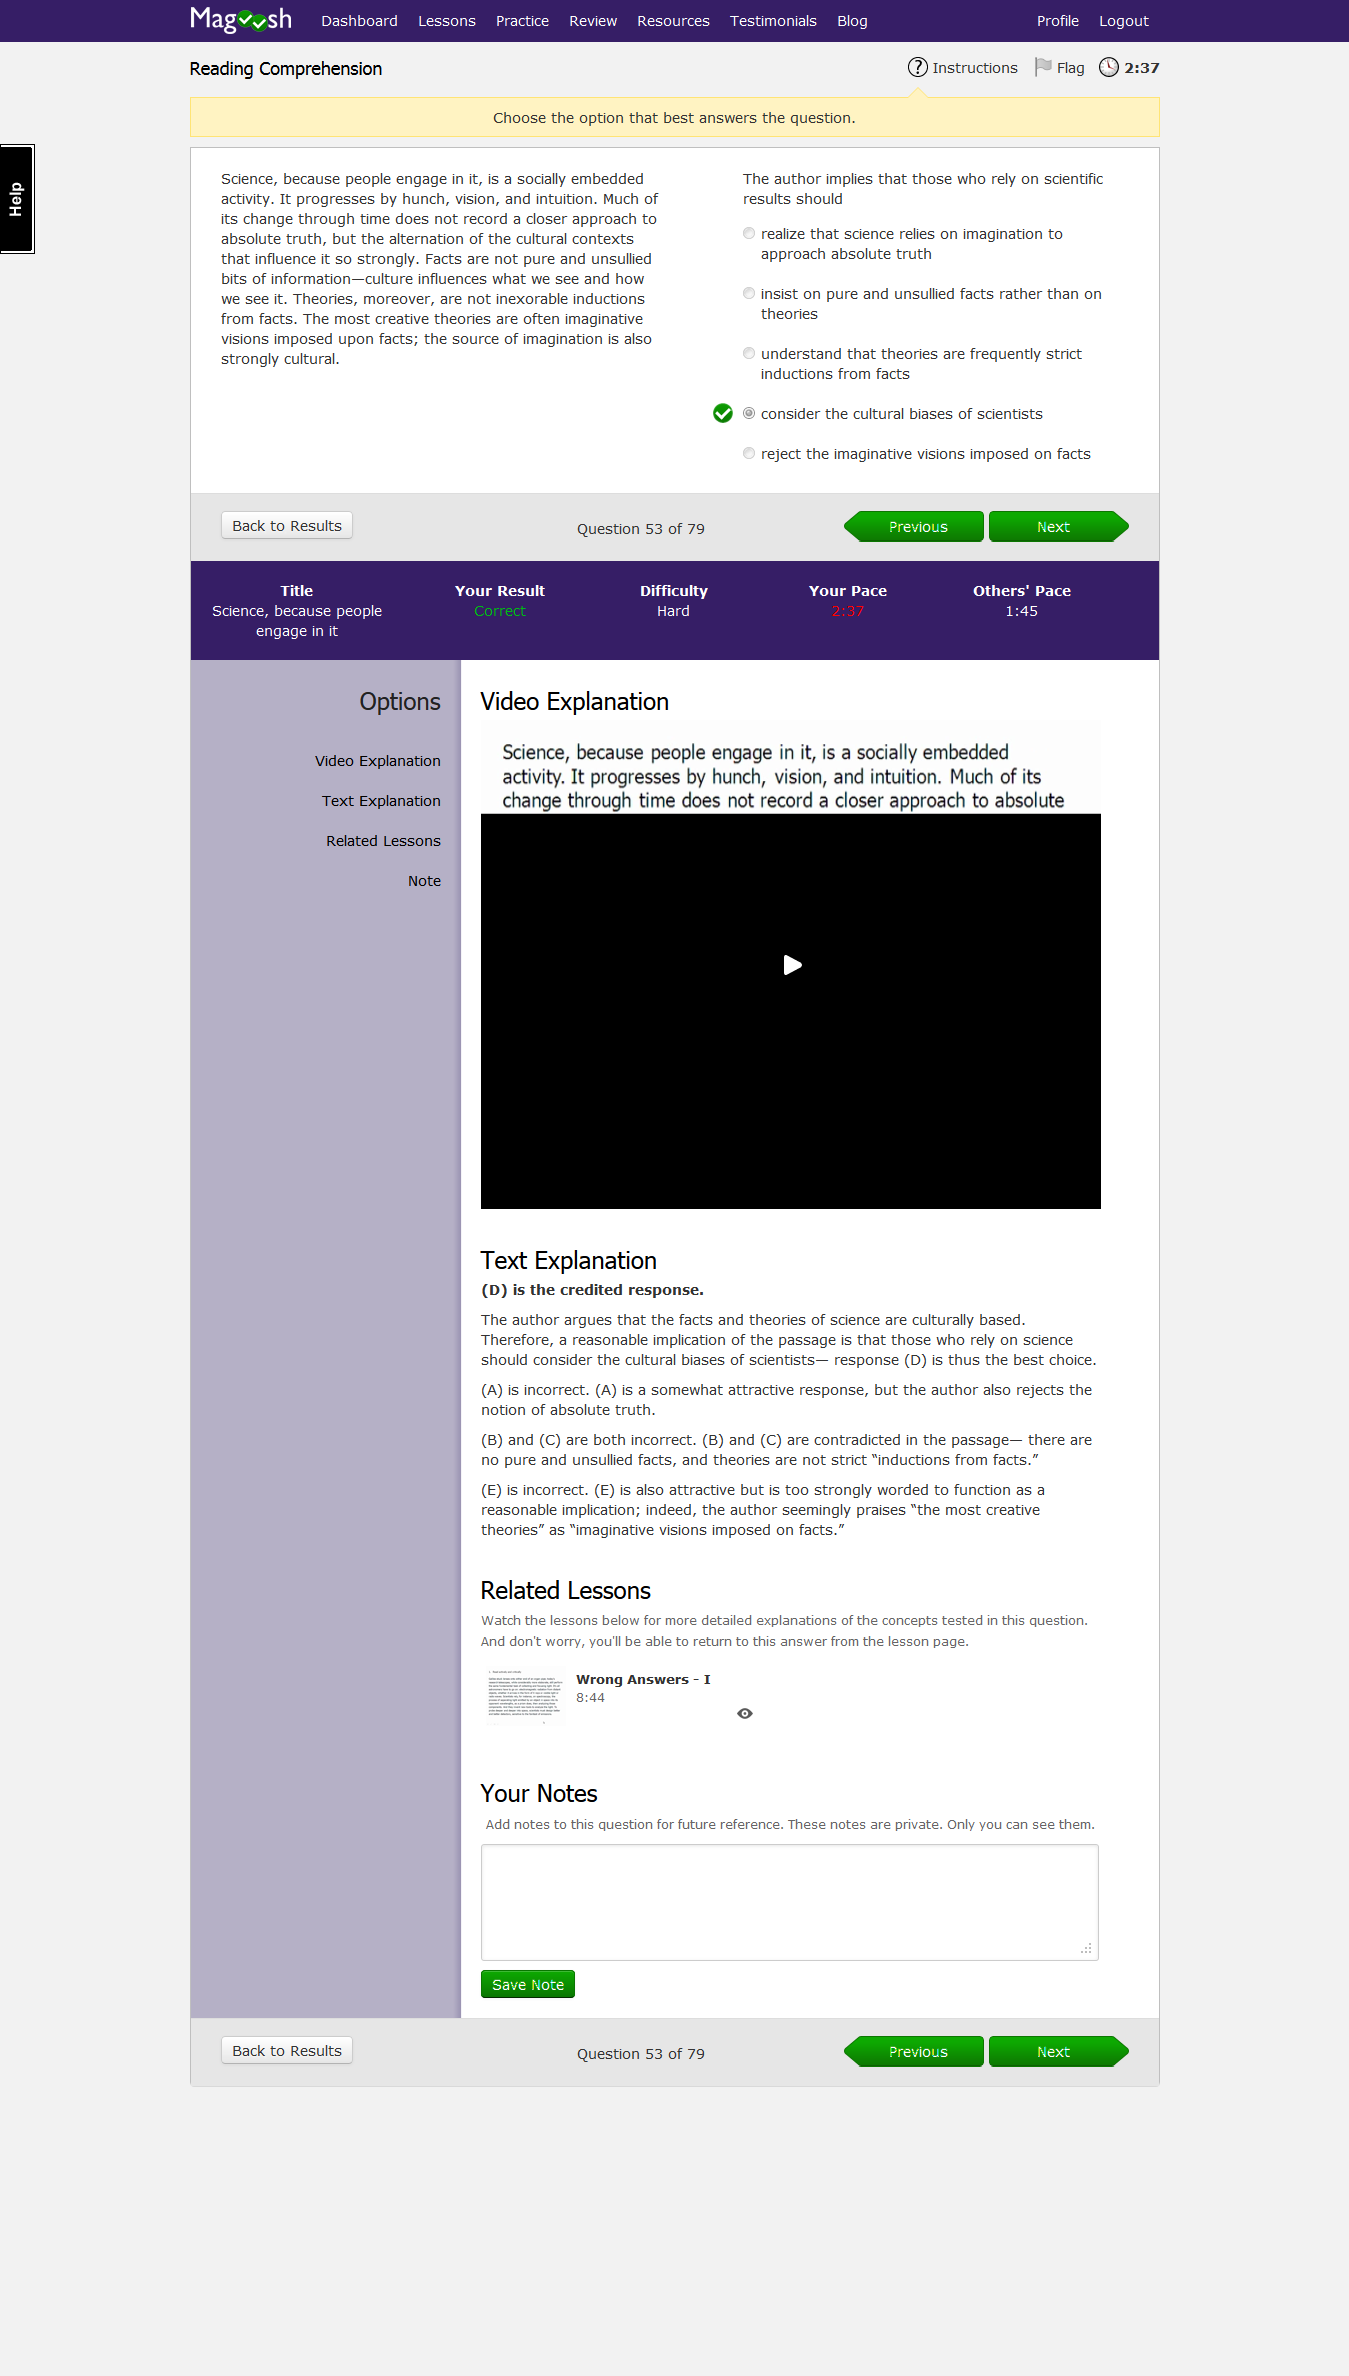 Magoosh Dashboard Lessons Practice Review Resources Testimonials Blog Profile Logout
Reading Comprehension
Instructions Flag 2:37
Choose the option that best answers the question.
Help
Science, because people engage in it, is a socially embedded
activity. It progresses by hunch, vision, and intuition. Much of
its change through time does not record a closer approach to
absolute truth, but the alternation of the cultural contexts
that influence it so strongly. Facts are not pure and unsullied
bits of information—culture influences what we see and how
we see it. Theories, moreover, are not inexorable inductions
from facts. The most creative theories are often imaginative
visions imposed upon facts; the source of imagination is also
strongly cultural.
The author implies that those who rely on scientific
results should
realize that science relies on imagination to
approach absolute truth
insist on pure and unsullied facts rather than on
theories
understand that theories are frequently strict
inductions from facts
consider the cultural biases of scientists
reject the imaginative visions imposed on facts
Back to Results Question 53 of 79 Previous Next
Title Your Result Difficulty Your Pace Others' Pace
Science, because people Correct Hard 2:37 1:45
engage in it
Options
Video Explanation
Text Explanation
Related Lessons
Note
Video Explanation
Science, because people engage in it, is a socially embedded
activity. It progresses by hunch, vision, and intuition. Much of its
change through time does not record a closer approach to absolute
Text Explanation
(D) is the credited response.
The author argues that the facts and theories of science are culturally based.
Therefore, a reasonable implication of the passage is that those who rely on science
should consider the cultural biases of scientists— response (D) is thus the best choice.
(A) is incorrect. (A) is a somewhat attractive response, but the author also rejects the
notion of absolute truth.
(B) and (C) are both incorrect. (B) and (C) are contradicted in the passage— there are
no pure and unsullied facts, and theories are not strict “inductions from facts.”
(E) is incorrect. (E) is also attractive but is too strongly worded to function as a
reasonable implication; indeed, the author seemingly praises “the most creative
theories” as “imaginative visions imposed on facts.”
Related Lessons
Watch the lessons below for more detailed explanations of the concepts tested in this question.
And don't worry, you'll be able to return to this answer from the lesson page.
Wrong Answers - I
8:44
Your Notes
Add notes to this question for future reference. These notes are private. Only you can see them.
Save Note
Back to Results Question 53 of 79 Previous Next